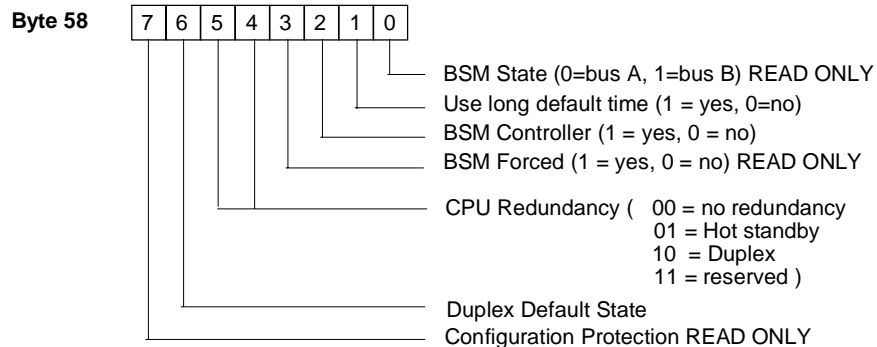 Byte 58 7 6 5 4 3 2 1 0
BSM State (0=bus A, 1=bus B) READ ONLY
Use long default time (1 = yes, 0=no)
BSM Controller (1 = yes, 0 = no)
BSM Forced (1 = yes, 0 = no) READ ONLY
CPU Redundancy ( 00 = no redundancy
01 = Hot standby
10 = Duplex
11 = reserved )
Duplex Default State
Configuration Protection READ ONLY